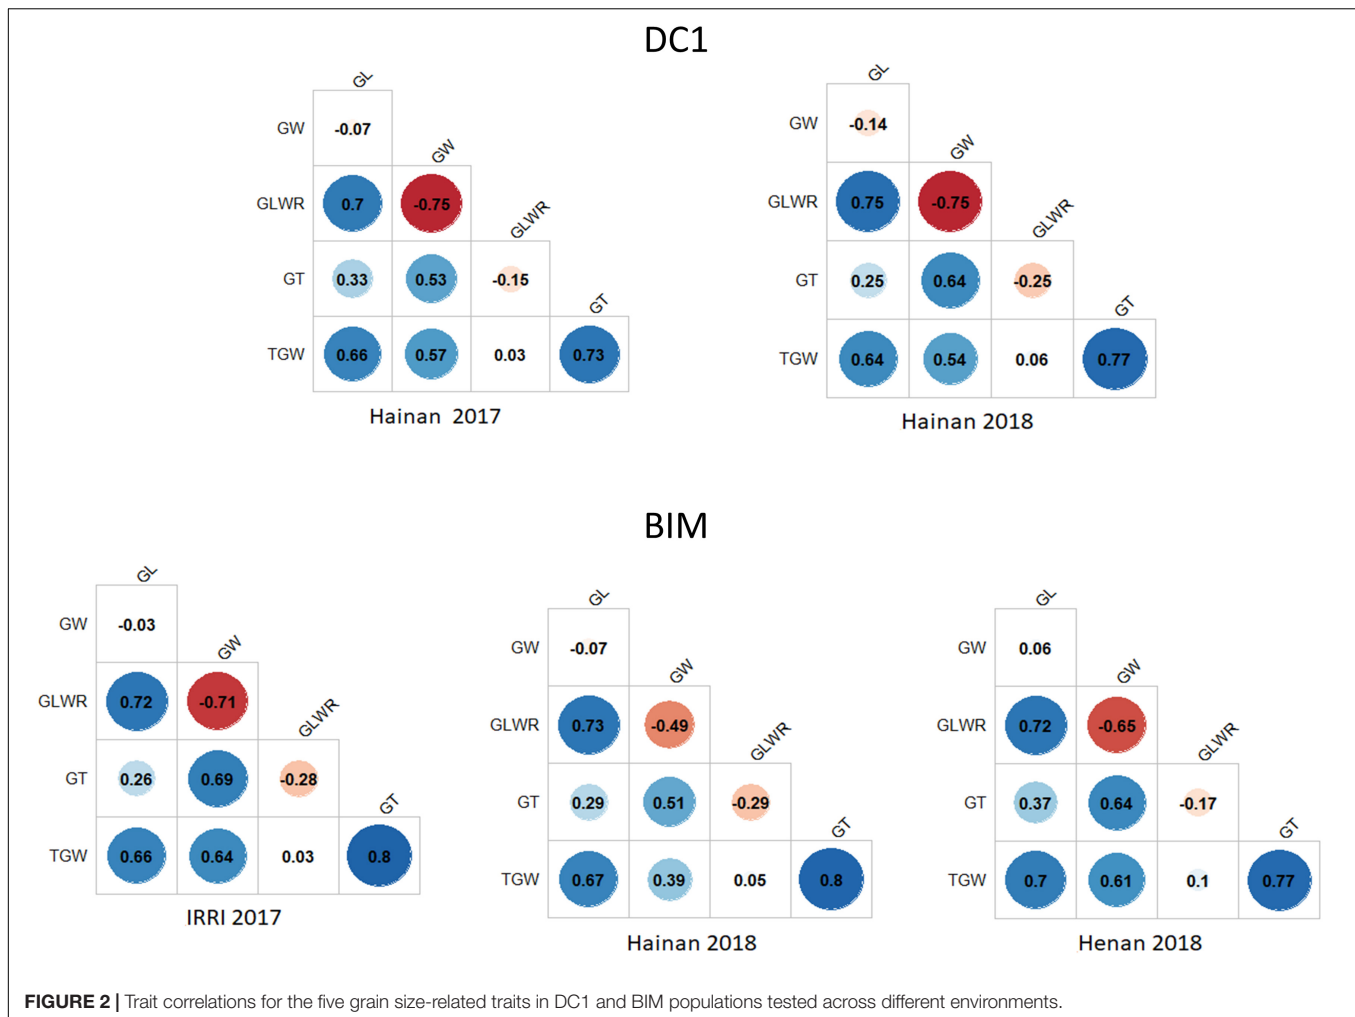 DC1
GL
GW -0.07
GW
GLWR 0.7 -0.75
GLWR
GT 0.33 0.53 -0.15
GT
TGW 0.66 0.57 0.03 0.73
Hainan 2017
GL
GW -0.14
GW
GLWR 0.75 -0.75
GLWR
GT 0.25 0.64 -0.25
GT
TGW 0.64 0.54 0.06 0.77
Hainan 2018
BIM
GL
GW -0.03
GW
GLWR 0.72 -0.71
GLWR
GT 0.26 0.69 -0.28
GT
TGW 0.66 0.64 0.03 0.8
IRRI 2017
GL
GW -0.07
GW
GLWR 0.73 -0.49
GLWR
GT 0.29 0.51 -0.29
GT
TGW 0.67 0.39 0.05 0.8
Hainan 2018
GL
GW 0.06
GW
GLWR 0.72 -0.65
GLWR
GT 0.37 0.64 -0.17
GT
TGW 0.7 0.61 0.1 0.77
Henan 2018
FIGURE 2 | Trait correlations for the five grain size-related traits in DC1 and BIM populations tested across different environments.